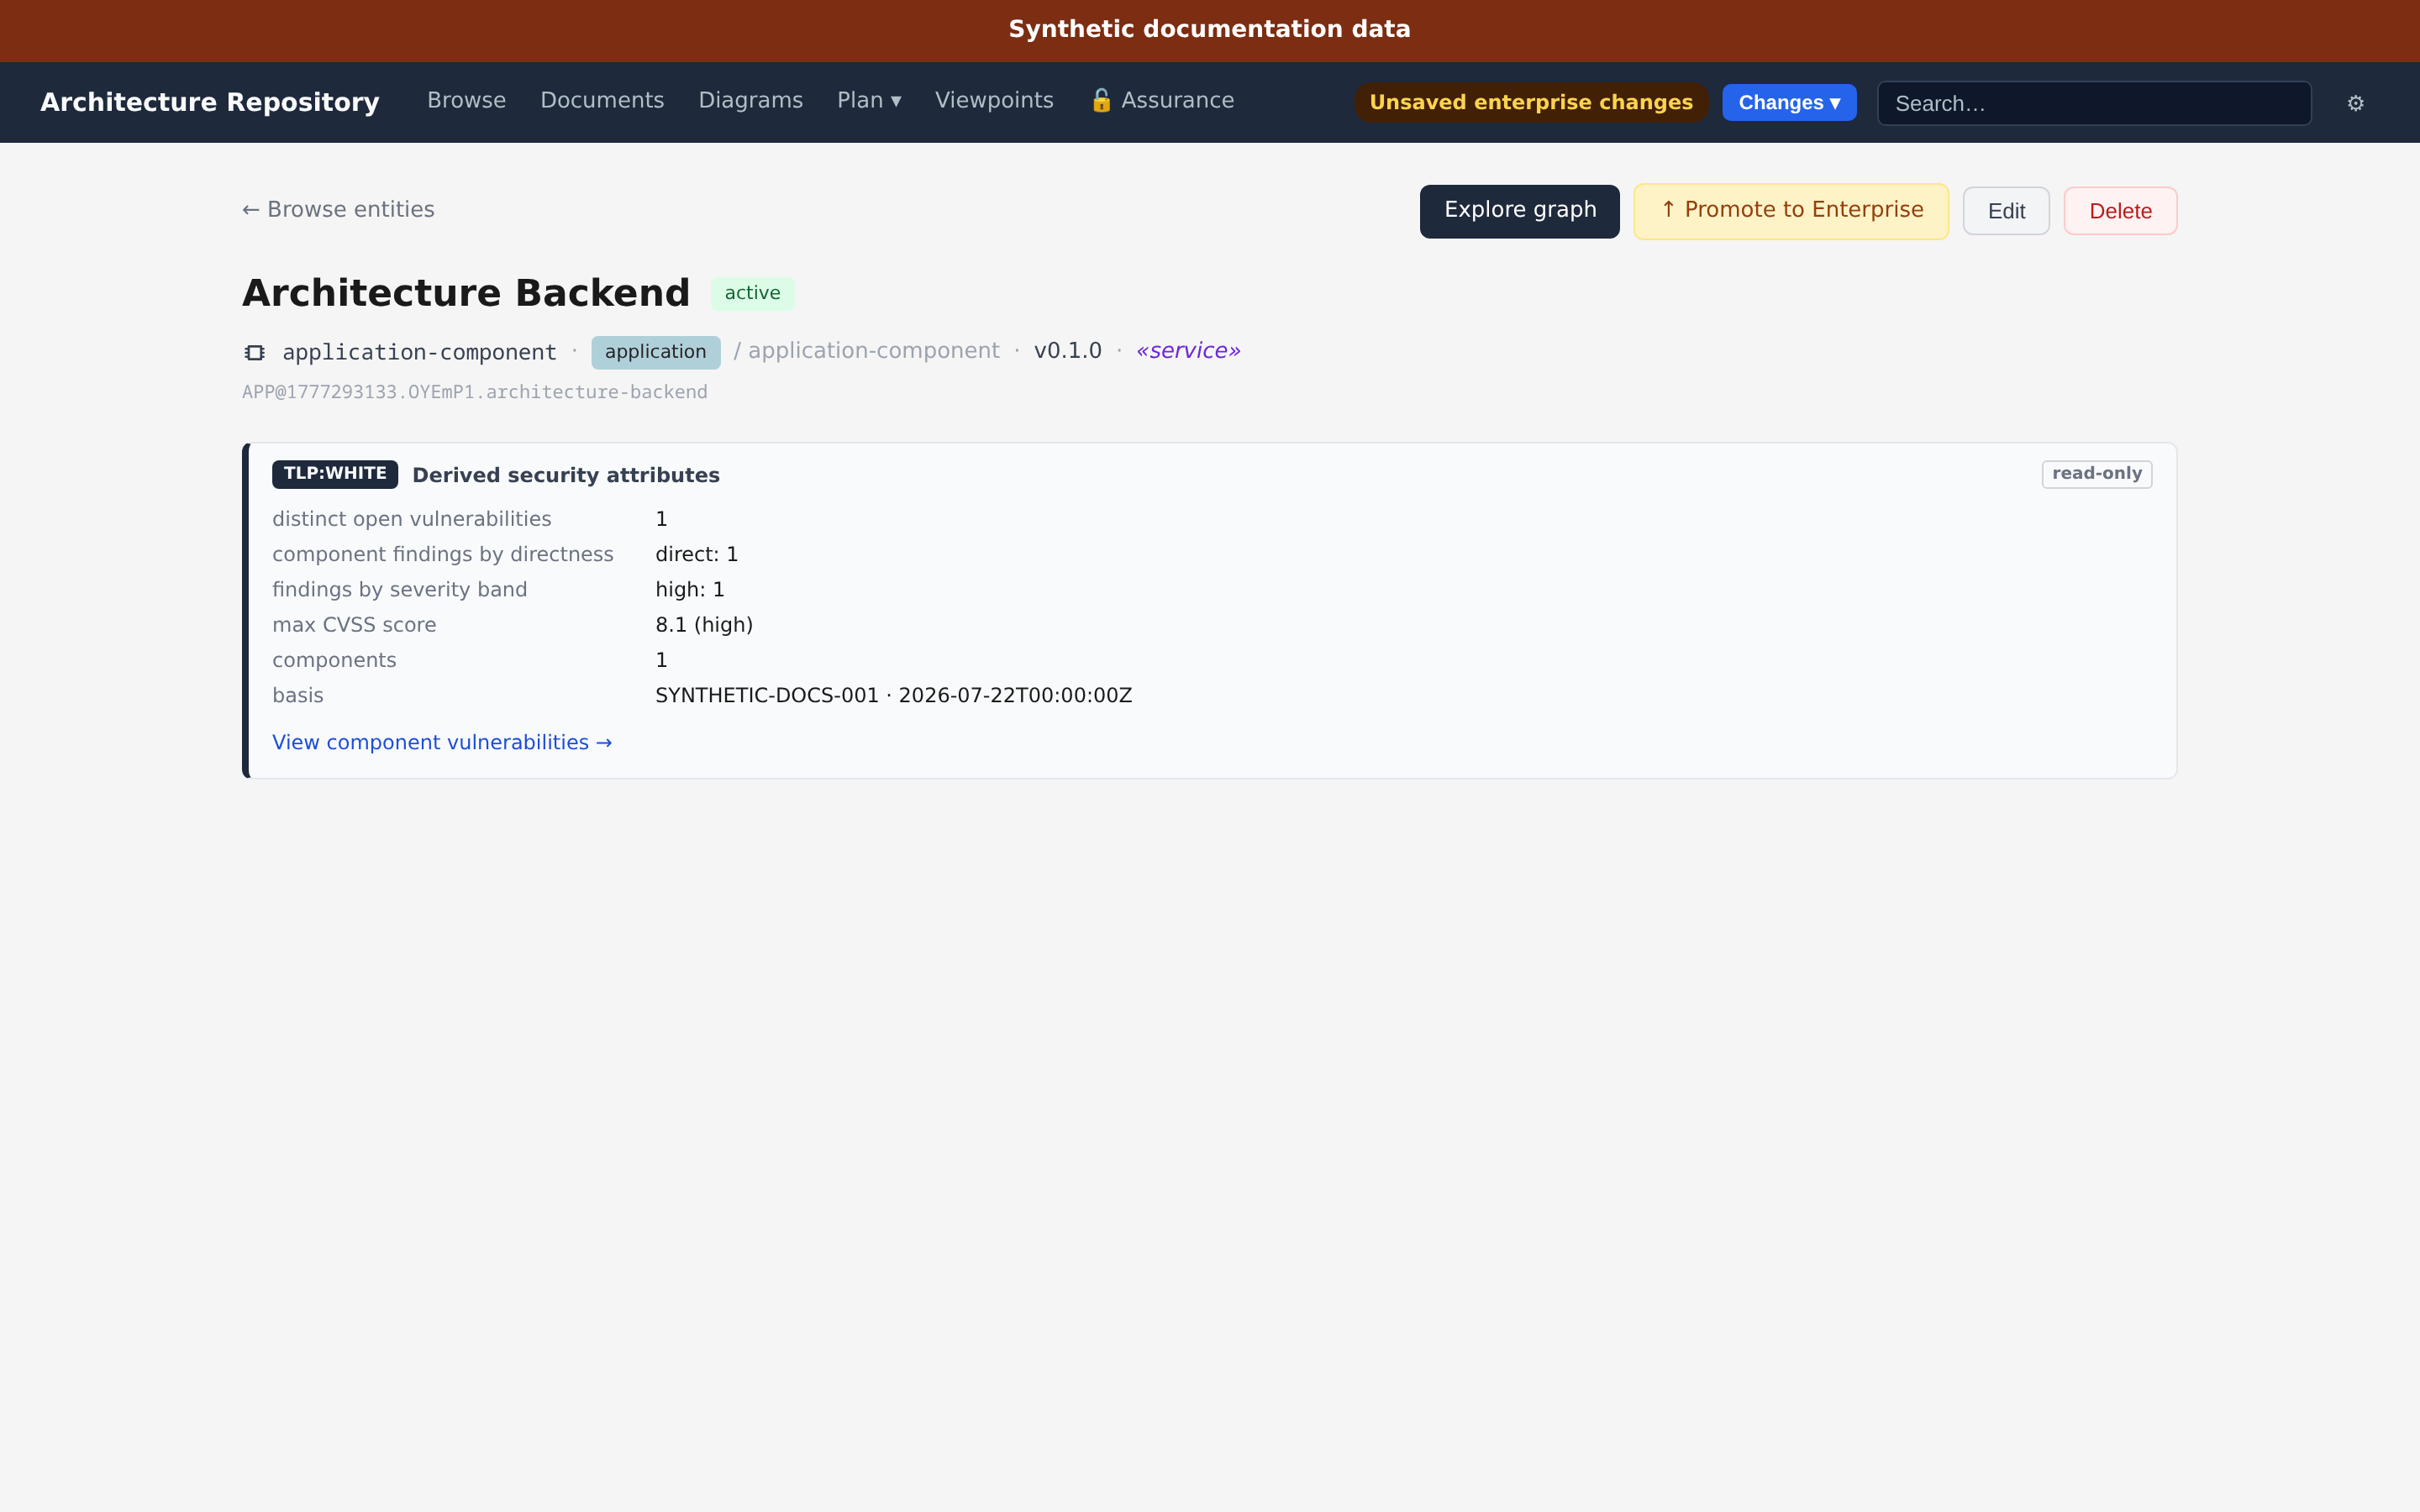 Synthetic documentation data
Architecture Repository Browse Documents Diagrams Plan ▾ Viewpoints 🔓 Assurance Unsaved enterprise changes Changes ▾ Search… ⚙
← Browse entities Explore graph ↑ Promote to Enterprise Edit Delete
Architecture Backend active
application-component · application / application-component · v0.1.0 · «service»
APP@1777293133.OYEmP1.architecture-backend
TLP:WHITE Derived security attributes read-only
distinct open vulnerabilities 1
component findings by directness direct: 1
findings by severity band high: 1
max CVSS score 8.1 (high)
components 1
basis SYNTHETIC-DOCS-001 · 2026-07-22T00:00:00Z
View component vulnerabilities →